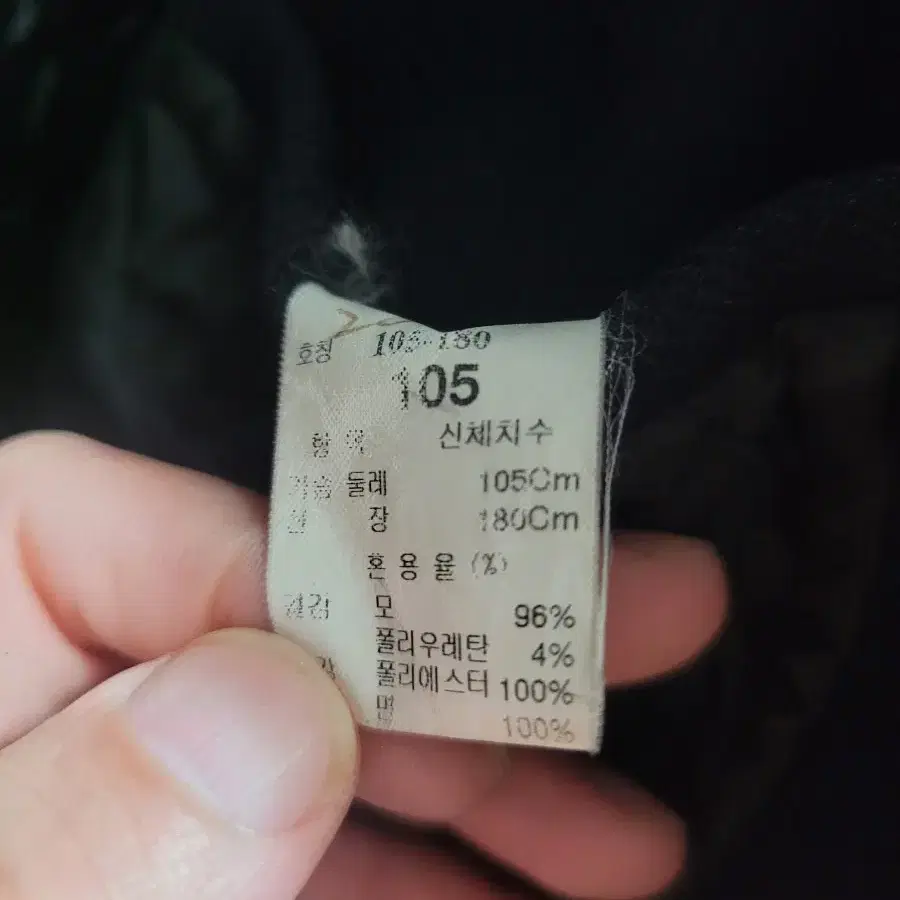 호칭 105-180
105
항 목 신체치수
가슴 둘레 105Cm
신 장 180Cm
혼용율 (%)
겉감 모 96%
폴리우레탄 4%
폴리에스터 100%
면 100%